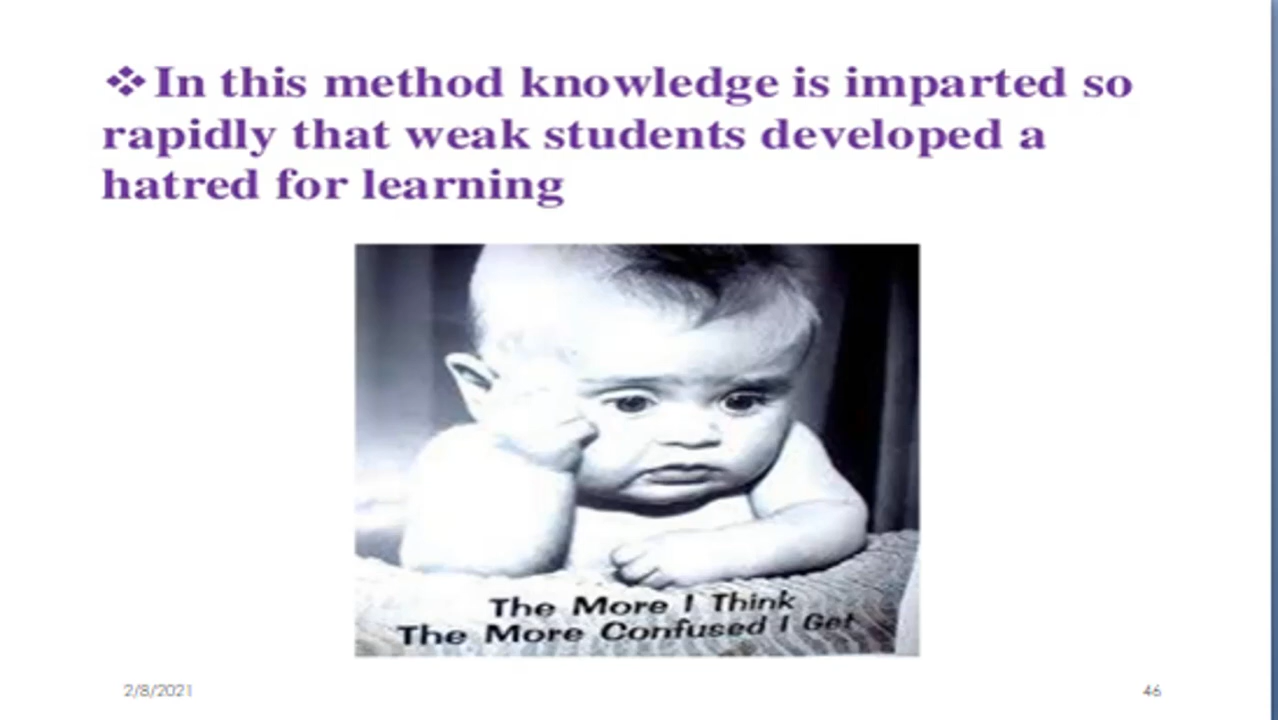 ❖In this method knowledge is imparted so
rapidly that weak students developed a
hatred for learning
The More I Think
The More Confused I Get
2/8/2021
46